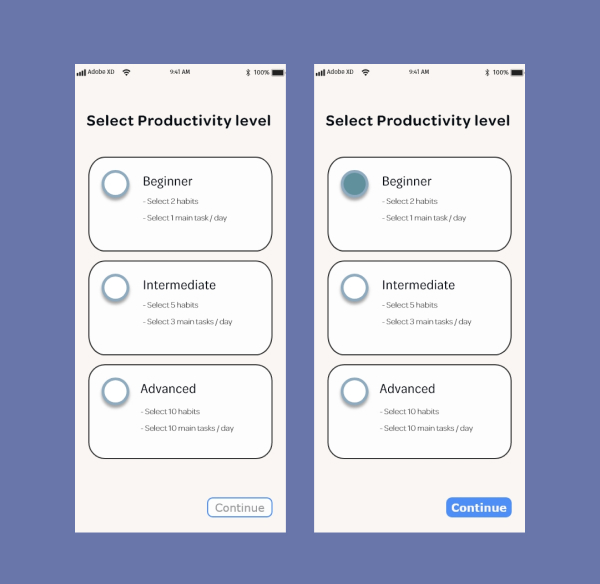 Adobe XD 9:41 AM 100%
Select Productivity level
Beginner
- Select 2 habits
- Select 1 main task / day
Intermediate
- Select 5 habits
- Select 3 main tasks / day
Advanced
- Select 10 habits
- Select 10 main tasks / day
Continue
Adobe XD 9:41 AM 100%
Select Productivity level
Beginner
- Select 2 habits
- Select 1 main task / day
Intermediate
- Select 5 habits
- Select 3 main tasks / day
Advanced
- Select 10 habits
- Select 10 main tasks / day
Continue